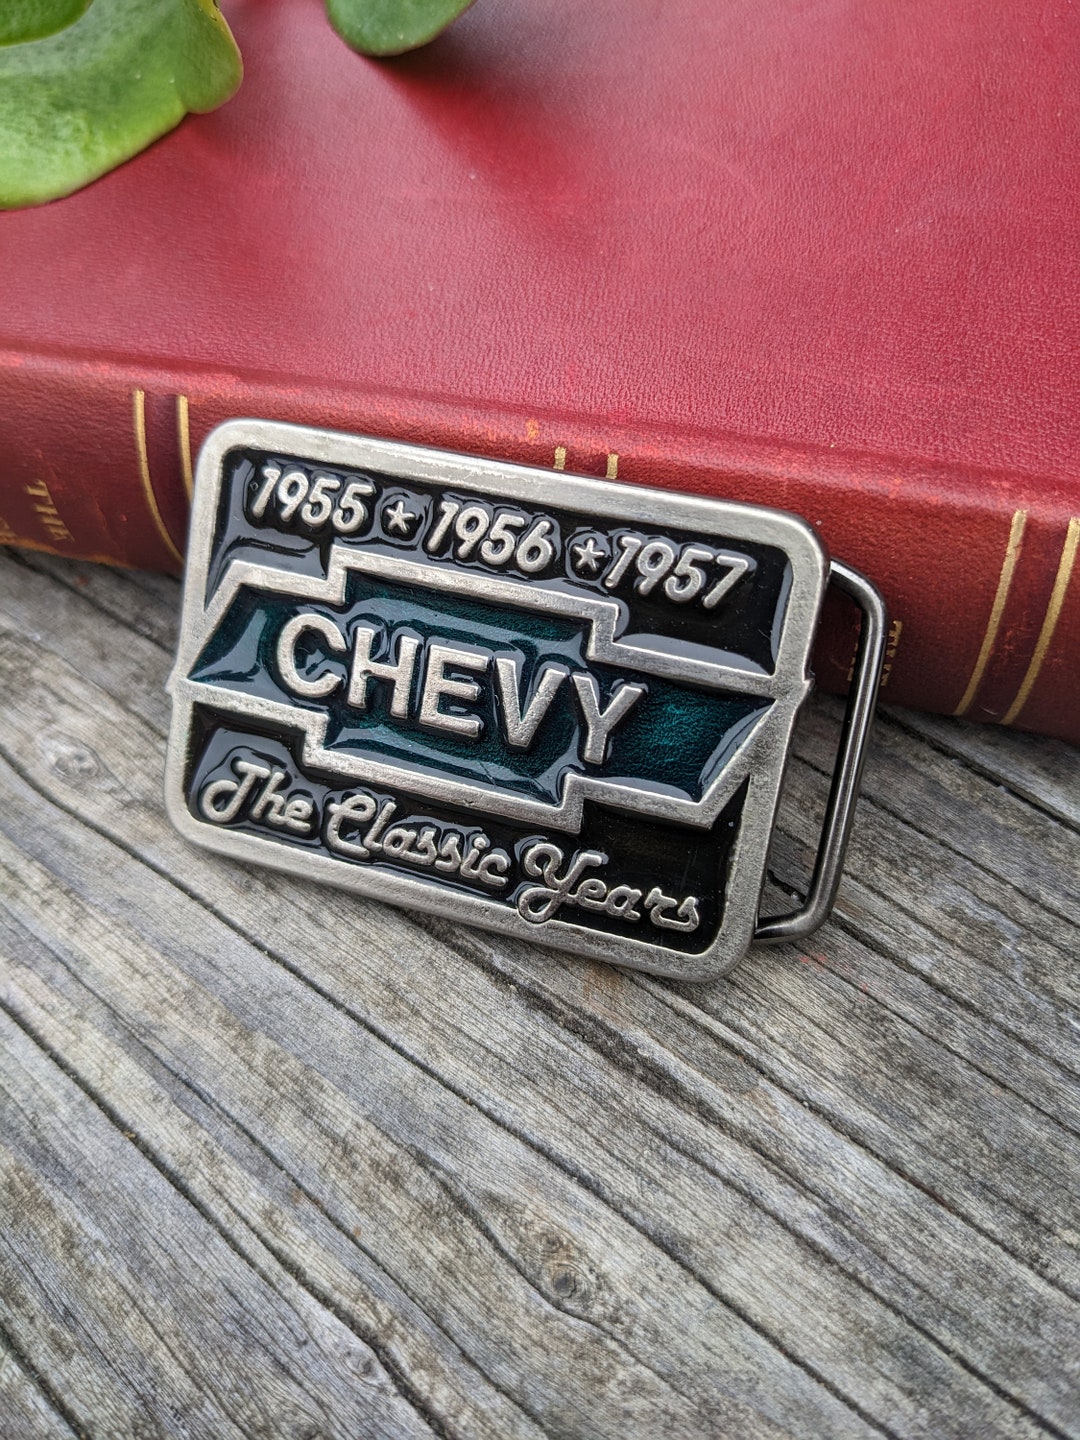 1955 ★ 1956 ★ 1957
CHEVY
The Classic Years